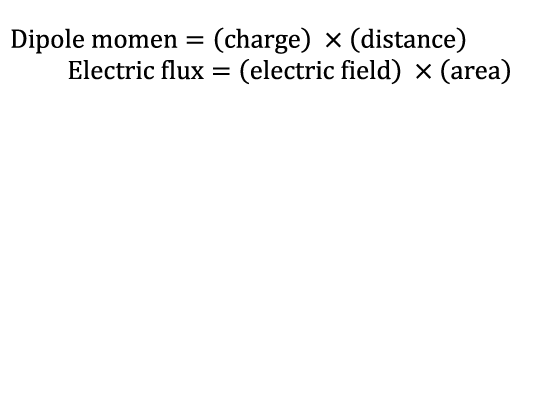 Dipole momen = (charge) × (distance)
Electric flux = (electric field) × (area)